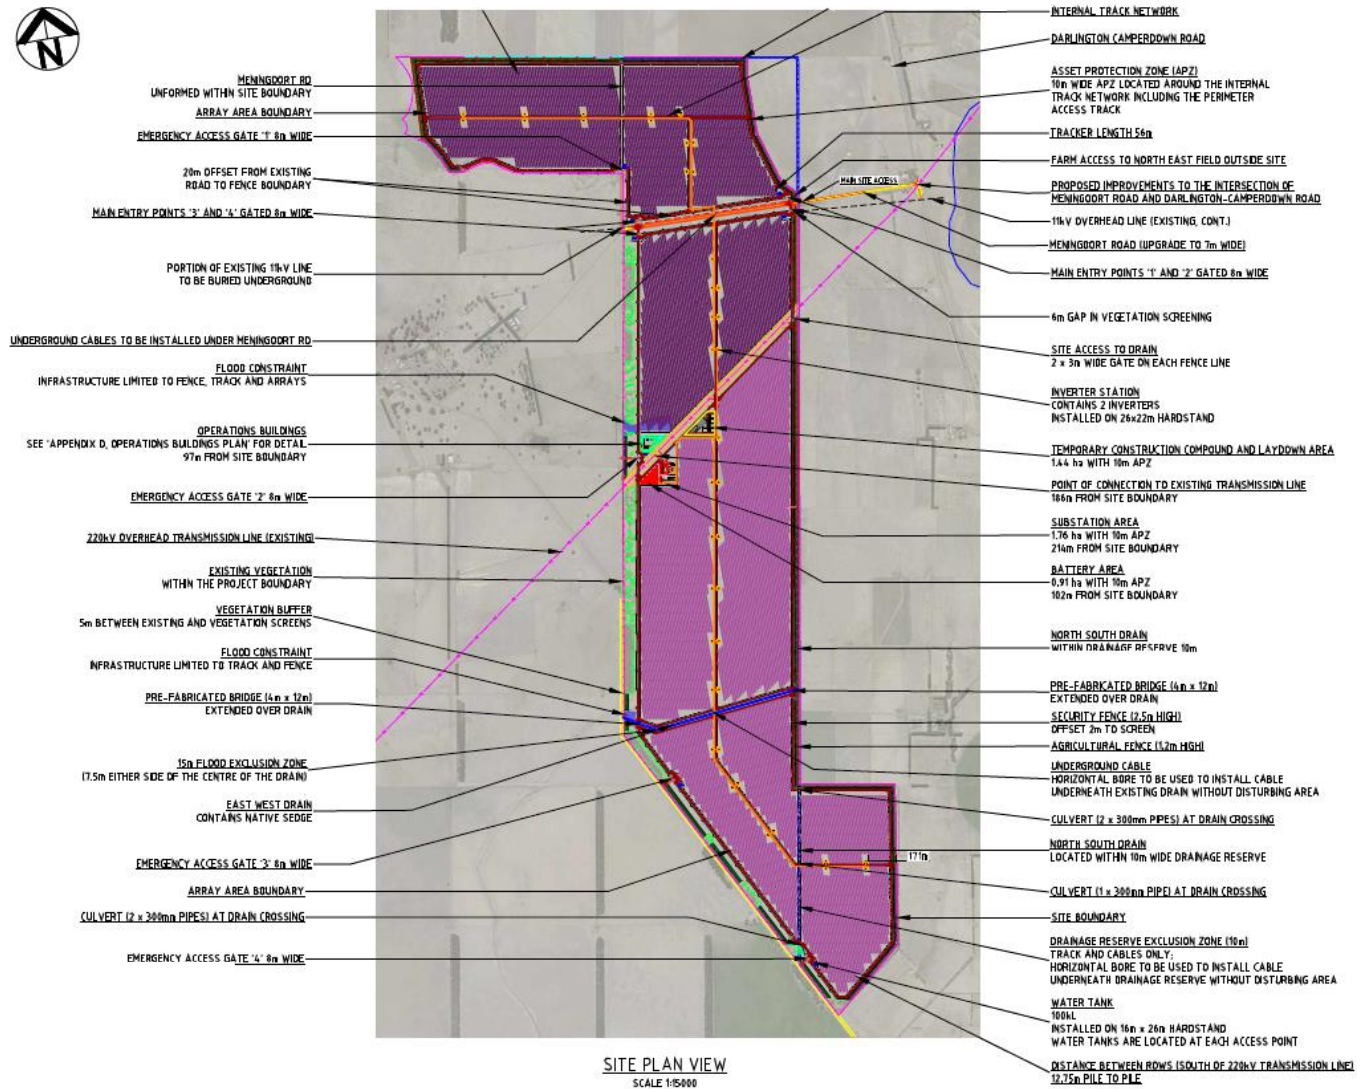 N
MENINGOORT RD
UNFORMED WITHIN SITE BOUNDARY
ARRAY AREA BOUNDARY
EMERGENCY ACCESS GATE '1' 8m WIDE
20m OFFSET FROM EXISTING
ROAD TO FENCE BOUNDARY
MAIN ENTRY POINTS '3' AND '4' GATED 8m WIDE
PORTION OF EXISTING 11kV LINE
TO BE BURIED UNDERGROUND
UNDERGROUND CABLES TO BE INSTALLED UNDER MENINGOORT RD
FLOOD CONSTRAINT
INFRASTRUCTURE LIMITED TO FENCE, TRACK AND ARRAYS
OPERATIONS BUILDINGS
SEE 'APPENDIX D, OPERATIONS BUILDINGS PLAN' FOR DETAIL
97m FROM SITE BOUNDARY
EMERGENCY ACCESS GATE '2' 8m WIDE
220kV OVERHEAD TRANSMISSION LINE (EXISTING)
EXISTING VEGETATION
WITHIN THE PROJECT BOUNDARY
VEGETATION BUFFER
5m BETWEEN EXISTING AND VEGETATION SCREENS
FLOOD CONSTRAINT
INFRASTRUCTURE LIMITED TO TRACK AND FENCE
PRE-FABRICATED BRIDGE (4m x 12m)
EXTENDED OVER DRAIN
15m FLOOD EXCLUSION ZONE
(7.5m EITHER SIDE OF THE CENTRE OF THE DRAIN)
EAST WEST DRAIN
CONTAINS NATIVE SEDGE
EMERGENCY ACCESS GATE '3' 8m WIDE
ARRAY AREA BOUNDARY
CULVERT (2 x 300mm PIPES) AT DRAIN CROSSING
EMERGENCY ACCESS GATE '4' 8m WIDE
MAIN SITE ACCESS
171m
INTERNAL TRACK NETWORK
DARLINGTON CAMPERDOWN ROAD
ASSET PROTECTION ZONE (APZ)
10m WIDE APZ LOCATED AROUND THE INTERNAL
TRACK NETWORK INCLUDING THE PERIMETER
ACCESS TRACK
TRACKER LENGTH 56m
FARM ACCESS TO NORTH EAST FIELD OUTSIDE SITE
PROPOSED IMPROVEMENTS TO THE INTERSECTION OF
MENINGOORT ROAD AND DARLINGTON-CAMPERDOWN ROAD
11kV OVERHEAD LINE (EXISTING, CONT.)
MENINGOORT ROAD (UPGRADE TO 7m WIDE)
MAIN ENTRY POINTS '1' AND '2' GATED 8m WIDE
6m GAP IN VEGETATION SCREENING
SITE ACCESS TO DRAIN
2 x 3m WIDE GATE ON EACH FENCE LINE
INVERTER STATION
CONTAINS 2 INVERTERS
INSTALLED ON 26x22m HARDSTAND
TEMPORARY CONSTRUCTION COMPOUND AND LAYDOWN AREA
1.44 ha WITH 10m APZ
POINT OF CONNECTION TO EXISTING TRANSMISSION LINE
186m FROM SITE BOUNDARY
SUBSTATION AREA
1.76 ha WITH 10m APZ
214m FROM SITE BOUNDARY
BATTERY AREA
0.91 ha WITH 10m APZ
102m FROM SITE BOUNDARY
NORTH SOUTH DRAIN
WITHIN DRAINAGE RESERVE 10m
PRE-FABRICATED BRIDGE (4m x 12m)
EXTENDED OVER DRAIN
SECURITY FENCE (2.5m HIGH)
OFFSET 2m TO SCREEN
AGRICULTURAL FENCE (1.2m HIGH)
UNDERGROUND CABLE
HORIZONTAL BORE TO BE USED TO INSTALL CABLE
UNDERNEATH EXISTING DRAIN WITHOUT DISTURBING AREA
CULVERT (2 x 300mm PIPES) AT DRAIN CROSSING
NORTH SOUTH DRAIN
LOCATED WITHIN 10m WIDE DRAINAGE RESERVE
CULVERT (1 x 300mm PIPE) AT DRAIN CROSSING
SITE BOUNDARY
DRAINAGE RESERVE EXCLUSION ZONE (10m)
TRACK AND CABLES ONLY;
HORIZONTAL BORE TO BE USED TO INSTALL CABLE
UNDERNEATH DRAINAGE RESERVE WITHOUT DISTURBING AREA
WATER TANK
100kL
INSTALLED ON 16m x 26m HARDSTAND
WATER TANKS ARE LOCATED AT EACH ACCESS POINT
DISTANCE BETWEEN ROWS (SOUTH OF 220kV TRANSMISSION LINE)
12.75m PILE TO PILE
SITE PLAN VIEW
SCALE 1:15000